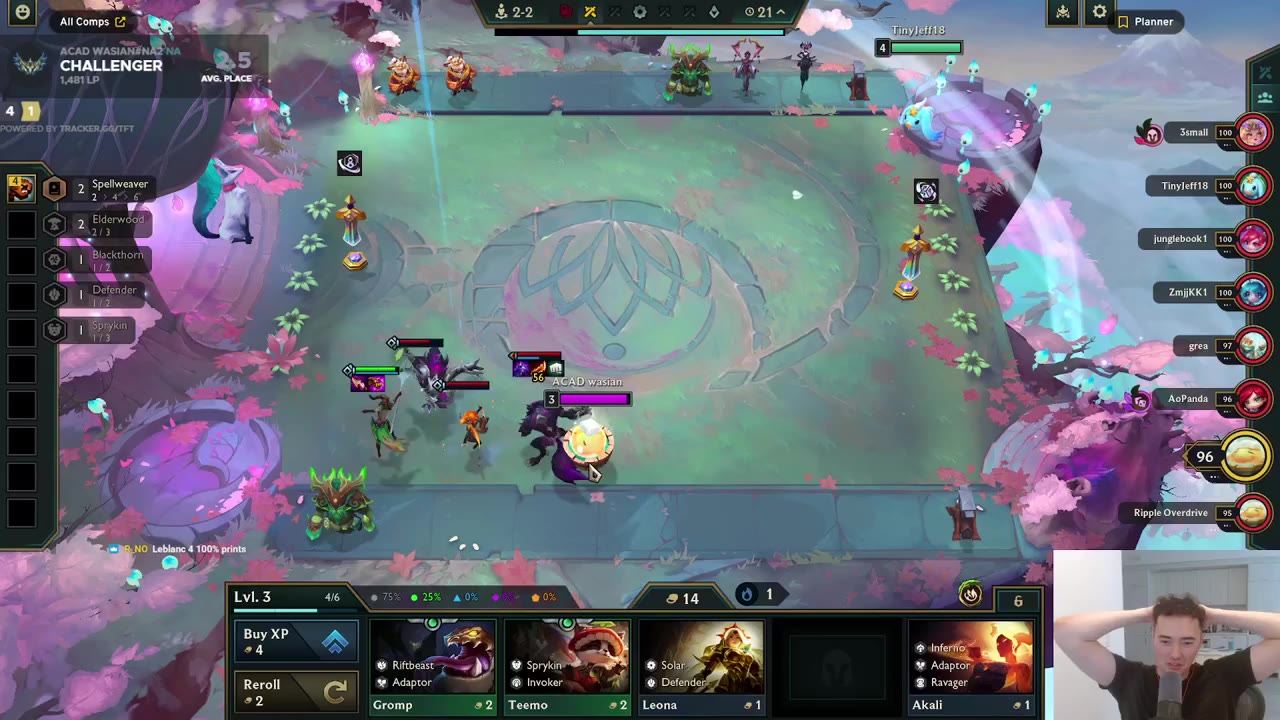 All Comps
2-2
21
Planner
ACAD WASIAN#NA2 NA
CHALLENGER
1,481 LP
2.5
AVG. PLACE
4 1
POWERED BY TRACKER.GG/TFT
TinyJeff18
4
3small 100
TinyJeff18 100
junglebook1 100
ZmjjKK1 100
grea 97
AoPanda 96
96
Ripple Overdrive 95
4
2 Spellweaver
2 > 4 > 6
2 Elderwood
2 / 3
1 Blackthorn
1 / 2
1 Defender
1 / 2
1 Sprykin
1 / 3
56
ACAD wasian
3
Leblanc 4 100% prints
Lvl. 3
4/6
75% 25% 0% 0% 0%
14
1
6
Buy XP
4
Reroll
2
Riftbeast
Adaptor
Gromp 2
Sprykin
Invoker
Teemo 2
Solar
Defender
Leona 1
Inferno
Adaptor
Ravager
Akali 1